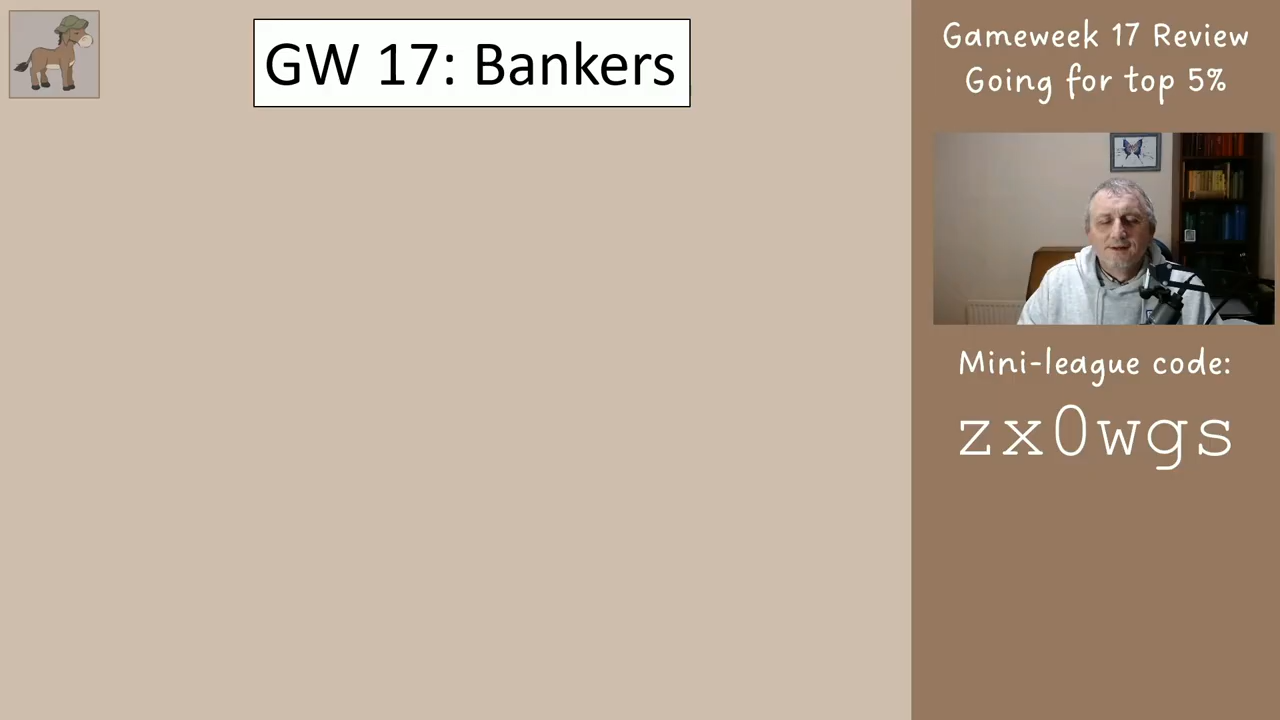 GW 17: Bankers
Gameweek 17 Review
Going for top 5%
Mini-league code:
zx0wgs